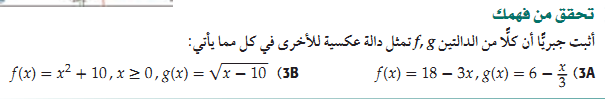 تحقق من فهمك
أثبت جبريًّا أن كلًّا من الدالتين f, g تمثل دالة عكسية للأخرى في كل مما يأتي:
(3A f(x) = 18 − 3x, g(x) = 6 − x/3
(3B f(x) = x² + 10, x ≥ 0, g(x) = √(x − 10)